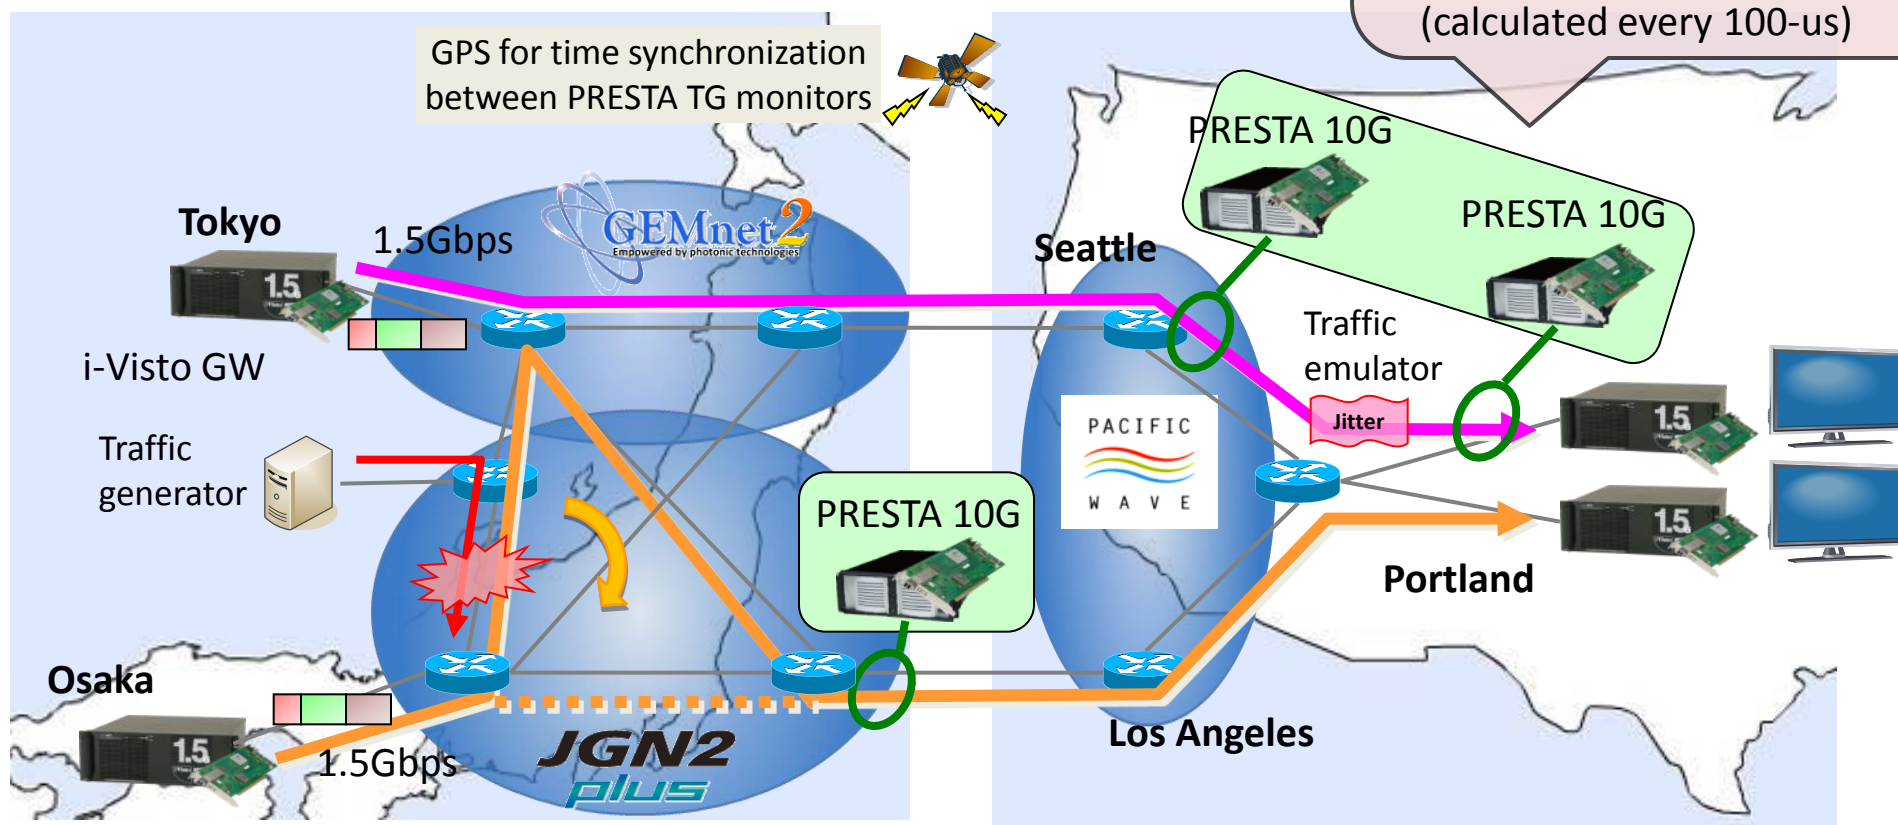 (calculated every 100-us)
GPS for time synchronization
between PRESTA TG monitors
PRESTA 10G
PRESTA 10G
Tokyo
1.5Gbps
GEMnet2
Empowered by photonic technologies
Seattle
1.5
i-Visto GW
Traffic
emulator
Jitter
PACIFIC
WAVE
Traffic
generator
PRESTA 10G
1.5
1.5
Portland
Osaka
1.5
1.5Gbps
JGN2
plus
Los Angeles